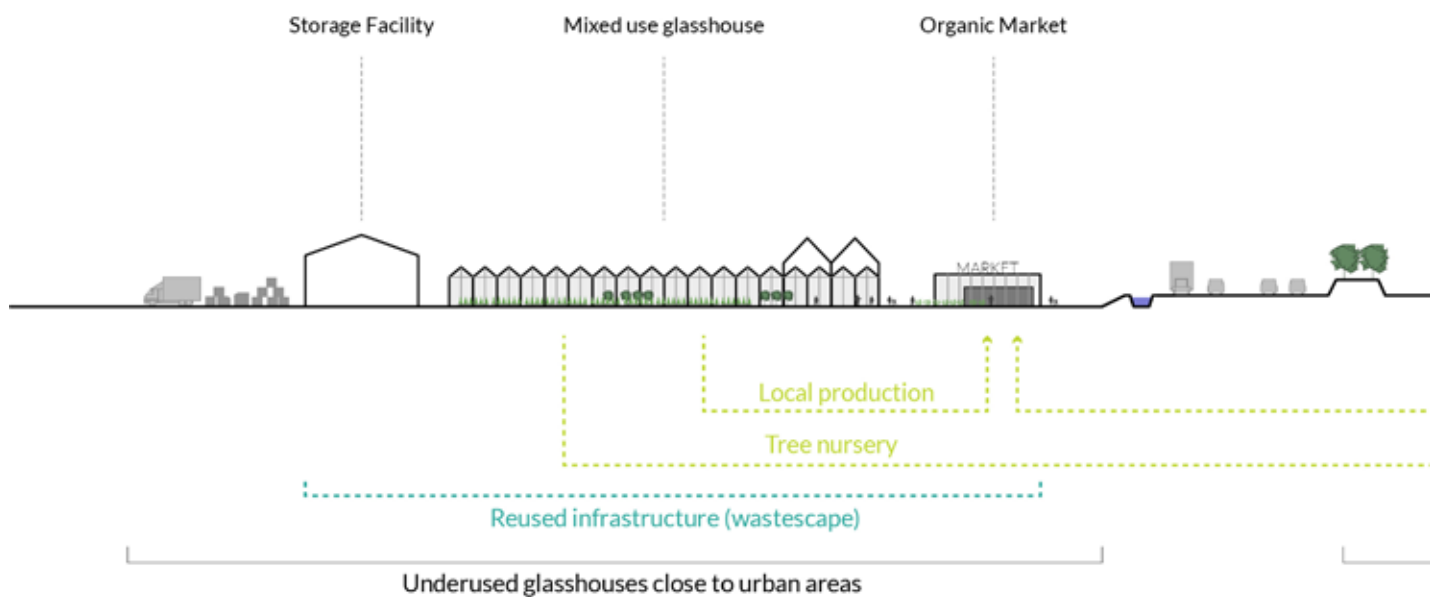 Storage Facility
Mixed use glasshouse
Organic Market
MARKET
Local production
Tree nursery
Reused infrastructure (wastescape)
Underused glasshouses close to urban areas